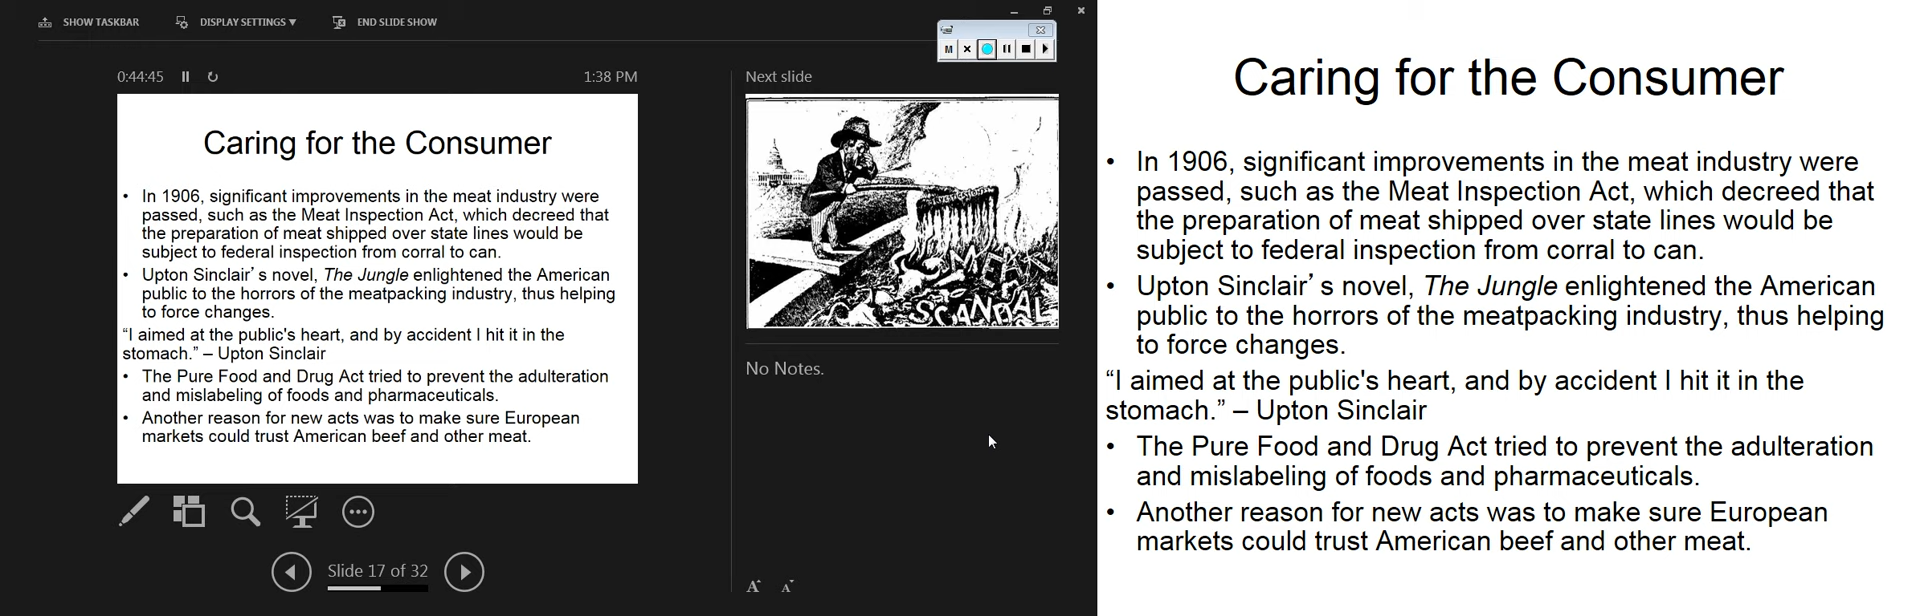 SHOW TASKBAR
DISPLAY SETTINGS ▼
END SLIDE SHOW
M
0:44:45
1:38 PM
Next slide
Caring for the Consumer
• In 1906, significant improvements in the meat industry were
passed, such as the Meat Inspection Act, which decreed that
the preparation of meat shipped over state lines would be
subject to federal inspection from corral to can.
• Upton Sinclair’s novel, The Jungle enlightened the American
public to the horrors of the meatpacking industry, thus helping
to force changes.
“I aimed at the public's heart, and by accident I hit it in the
stomach.” – Upton Sinclair
• The Pure Food and Drug Act tried to prevent the adulteration
and mislabeling of foods and pharmaceuticals.
• Another reason for new acts was to make sure European
markets could trust American beef and other meat.
Slide 17 of 32
MEAT
SCANDAL
No Notes.
A A
Caring for the Consumer
• In 1906, significant improvements in the meat industry were
passed, such as the Meat Inspection Act, which decreed that
the preparation of meat shipped over state lines would be
subject to federal inspection from corral to can.
• Upton Sinclair’s novel, The Jungle enlightened the American
public to the horrors of the meatpacking industry, thus helping
to force changes.
“I aimed at the public's heart, and by accident I hit it in the
stomach.” – Upton Sinclair
• The Pure Food and Drug Act tried to prevent the adulteration
and mislabeling of foods and pharmaceuticals.
• Another reason for new acts was to make sure European
markets could trust American beef and other meat.